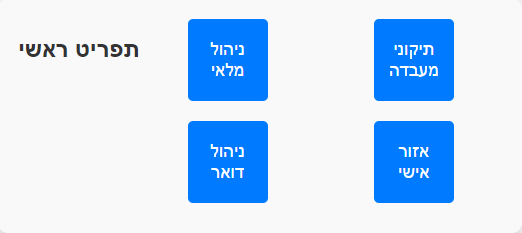 תפריט ראשי
תיקוני
מעבדה
ניהול
מלאי
אזור
אישי
ניהול
דואר